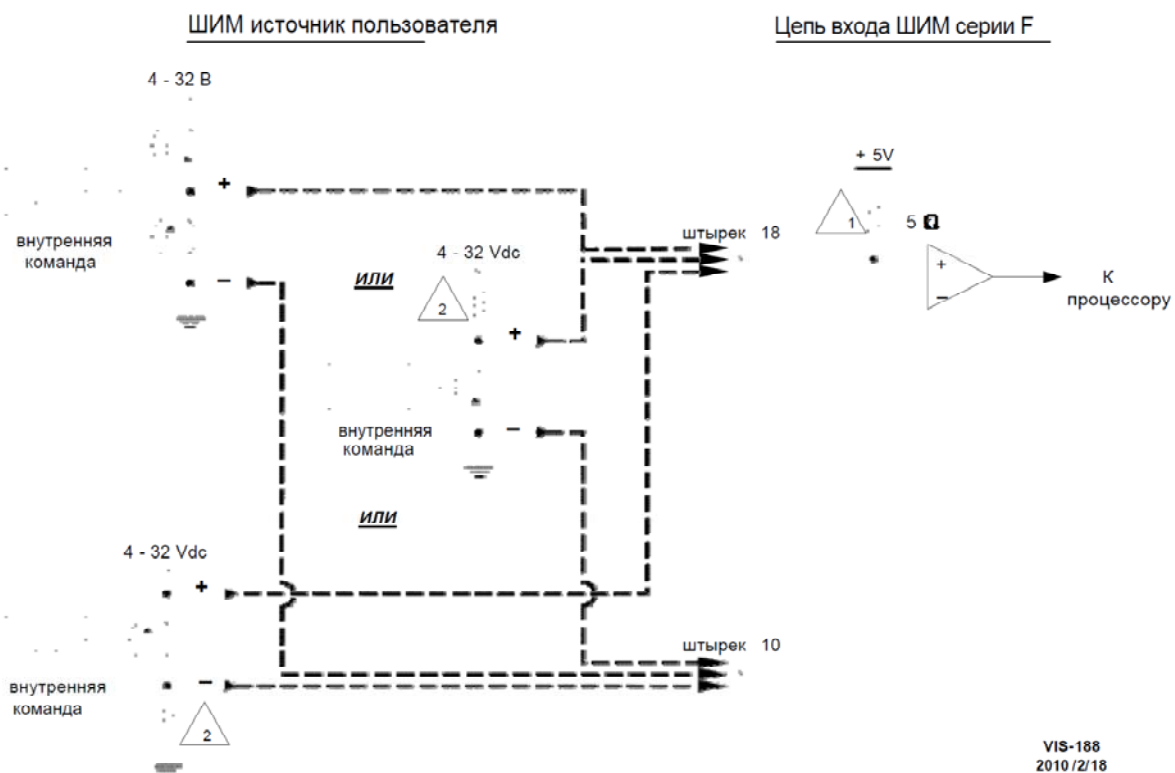 ШИМ источник пользователя
Цепь входа ШИМ серии F
4 - 32 В
+
внутренняя
команда
−
ИЛИ
4 - 32 Vdc
2
+
внутренняя
команда
−
ИЛИ
4 - 32 Vdc
+
внутренняя
команда
−
2
штырек 18
+ 5V
1
5 Ω
+
−
К
процессору
штырек 10
VIS-188
2010 /2/18